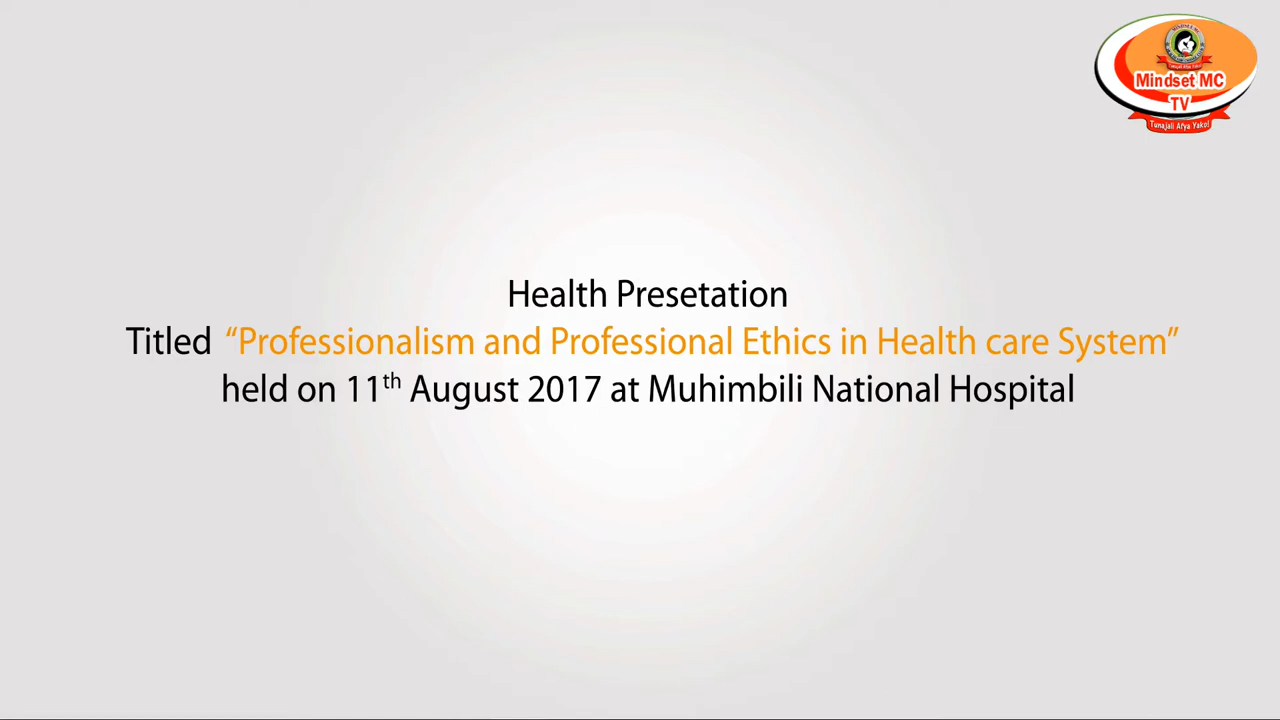 Mindset MC
TV
Tunajali Afya Yako!
Health Presetation
Titled “Professionalism and Professional Ethics in Health care System”
held on 11th August 2017 at Muhimbili National Hospital